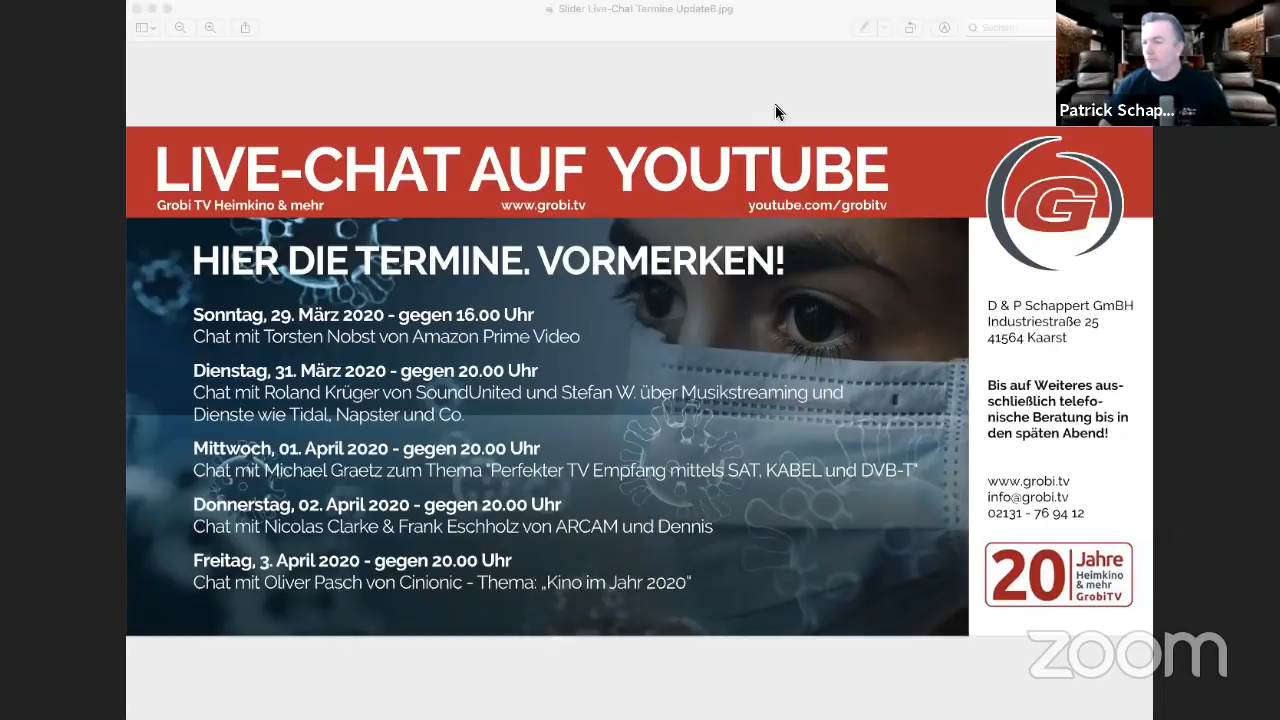 Slider Live-Chat Termine Update6.jpg
Suchen
Patrick Schap...
LIVE-CHAT AUF YOUTUBE
Grobi TV Heimkino & mehr
www.grobi.tv
youtube.com/grobitv
G
HIER DIE TERMINE. VORMERKEN!
Sonntag, 29. März 2020 - gegen 16.00 Uhr
Chat mit Torsten Nobst von Amazon Prime Video
Dienstag, 31. März 2020 - gegen 20.00 Uhr
Chat mit Roland Krüger von SoundUnited und Stefan W. über Musikstreaming und
Dienste wie Tidal, Napster und Co.
Mittwoch, 01. April 2020 - gegen 20.00 Uhr
Chat mit Michael Graetz zum Thema "Perfekter TV Empfang mittels SAT, KABEL und DVB-T"
Donnerstag, 02. April 2020 - gegen 20.00 Uhr
Chat mit Nicolas Clarke & Frank Eschholz von ARCAM und Dennis
Freitag, 3. April 2020 - gegen 20.00 Uhr
Chat mit Oliver Pasch von Cinionic - Thema: „Kino im Jahr 2020“
D & P Schappert GmBH
Industriestraße 25
41564 Kaarst
Bis auf Weiteres aus-
schließlich telefo-
nische Beratung bis in
den späten Abend!
www.grobi.tv
info@grobi.tv
02131 - 76 94 12
20 Jahre
Heimkino
& mehr
GrobiTV
zoom